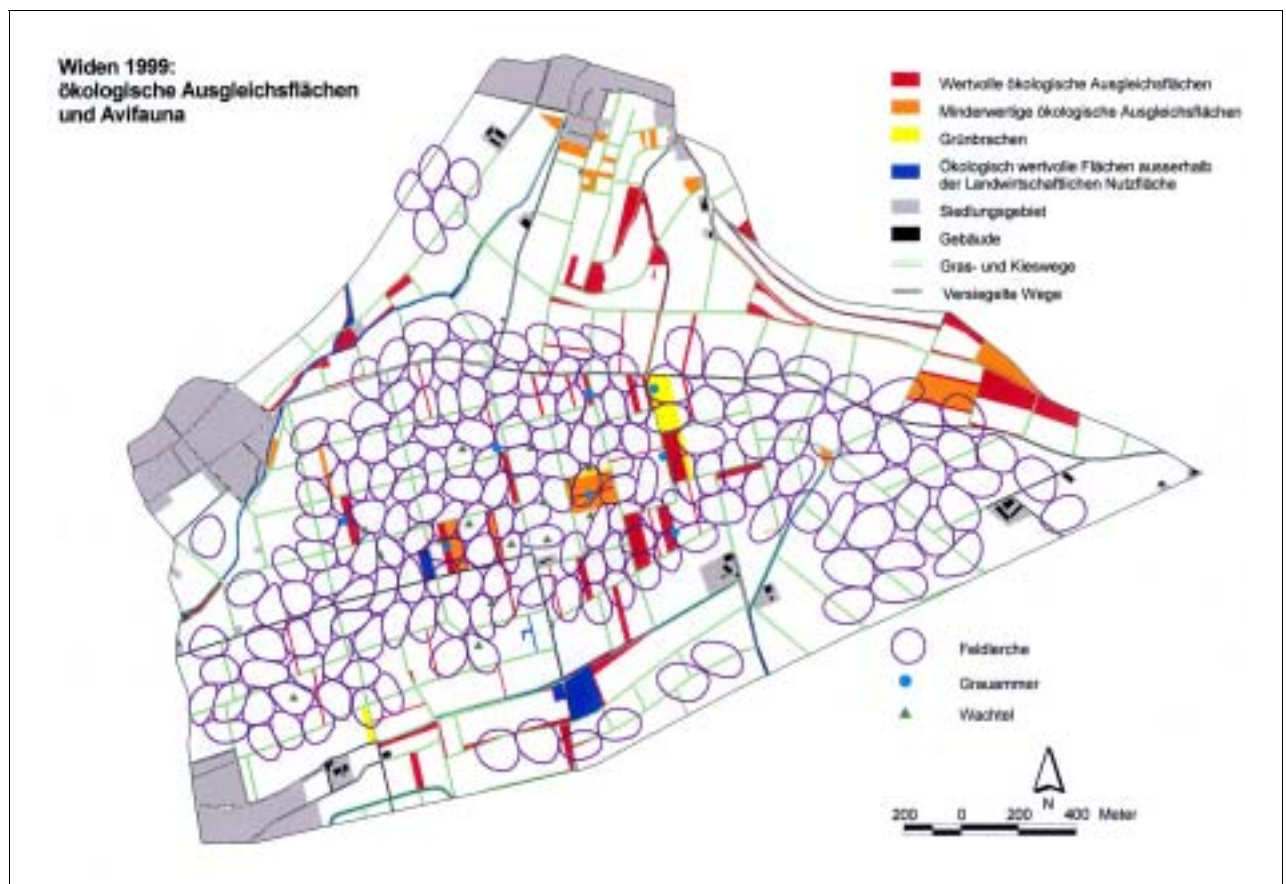 Widen 1999:
ökologische Ausgleichsflächen
und Avifauna
Wertvolle ökologische Ausgleichsflächen
Minderwertige ökologische Ausgleichsflächen
Grünbrachen
Ökologisch wertvolle Flächen ausserhalb
der Landwirtschaftlichen Nutzfläche
Siedlungsgebiet
Gebäude
Gras- und Kieswege
Versiegelte Wege
Feldlerche
Grauammer
Wachtel
N
200 0 200 400 Meter